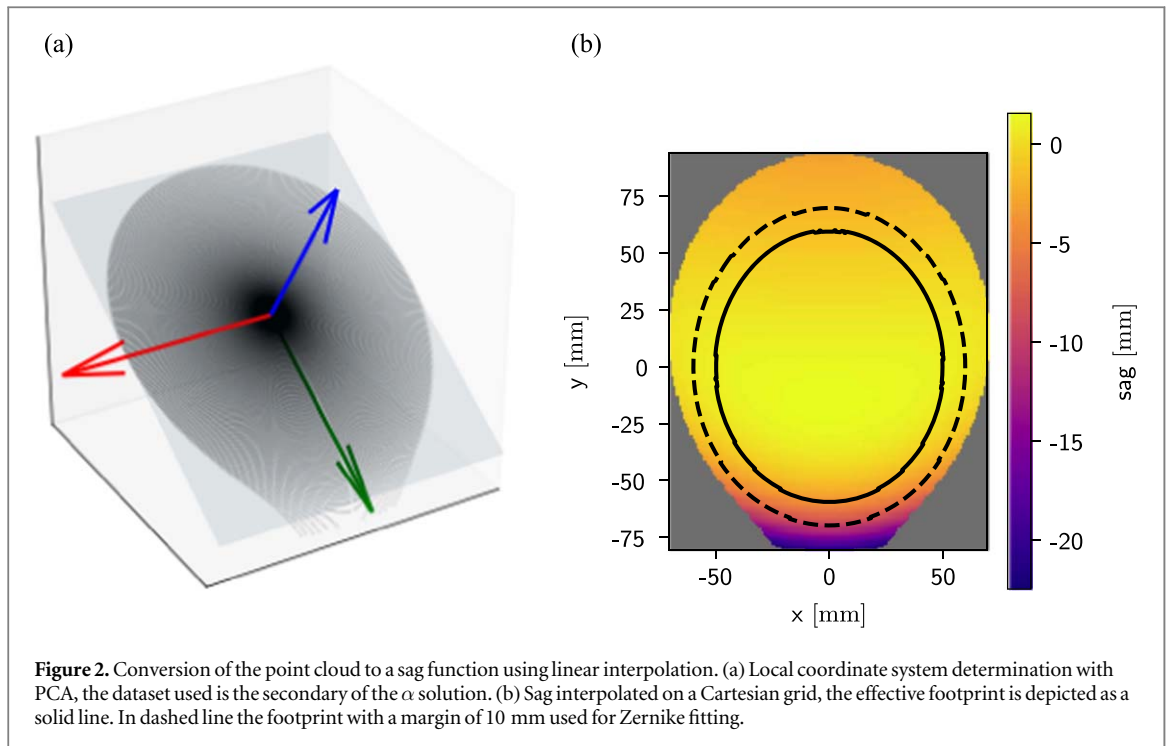 (a)
(b)
75
50
25
0
-25
-50
-75
y [mm]
-50
0
50
x [mm]
0
-5
-10
-15
-20
sag [mm]
Figure 2. Conversion of the point cloud to a sag function using linear interpolation. (a) Local coordinate system determination with
PCA, the dataset used is the secondary of the α solution. (b) Sag interpolated on a Cartesian grid, the effective footprint is depicted as a
solid line. In dashed line the footprint with a margin of 10 mm used for Zernike fitting.